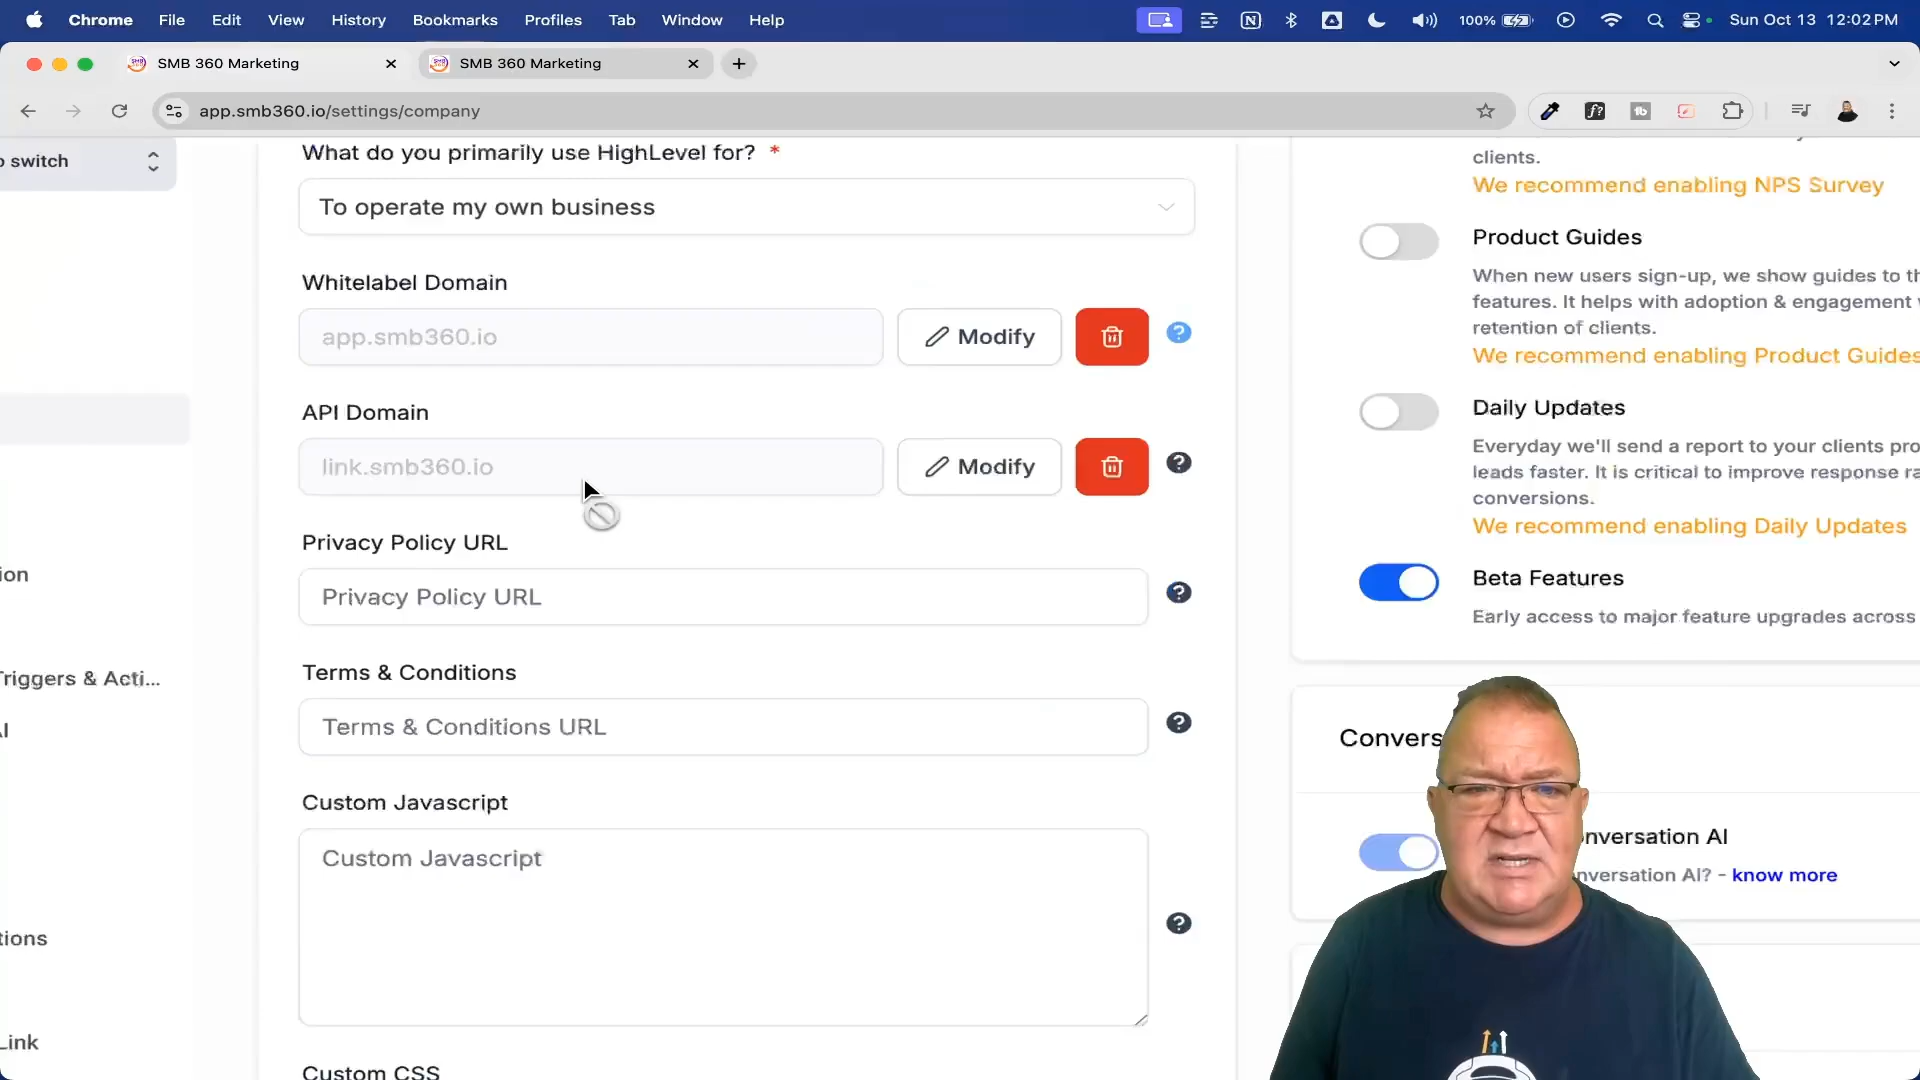 Chrome File Edit View History Bookmarks Profiles Tab Window Help 100% Sun Oct 13 12:02 PM
SMB 360 Marketing
SMB 360 Marketing
app.smb360.io/settings/company
o switch
ion
Triggers & Acti...
AI
tions
Link
What do you primarily use HighLevel for? *
To operate my own business
Whitelabel Domain
app.smb360.io
Modify
API Domain
link.smb360.io
Modify
Privacy Policy URL
Privacy Policy URL
Terms & Conditions
Terms & Conditions URL
Custom Javascript
Custom Javascript
Custom CSS
clients.
We recommend enabling NPS Survey
Product Guides
When new users sign-up, we show guides to th
features. It helps with adoption & engagement
retention of clients.
We recommend enabling Product Guides
Daily Updates
Everyday we'll send a report to your clients pro
leads faster. It is critical to improve response ra
conversions.
We recommend enabling Daily Updates
Beta Features
Early access to major feature upgrades across
Convers
nversation AI
nversation AI? - know more